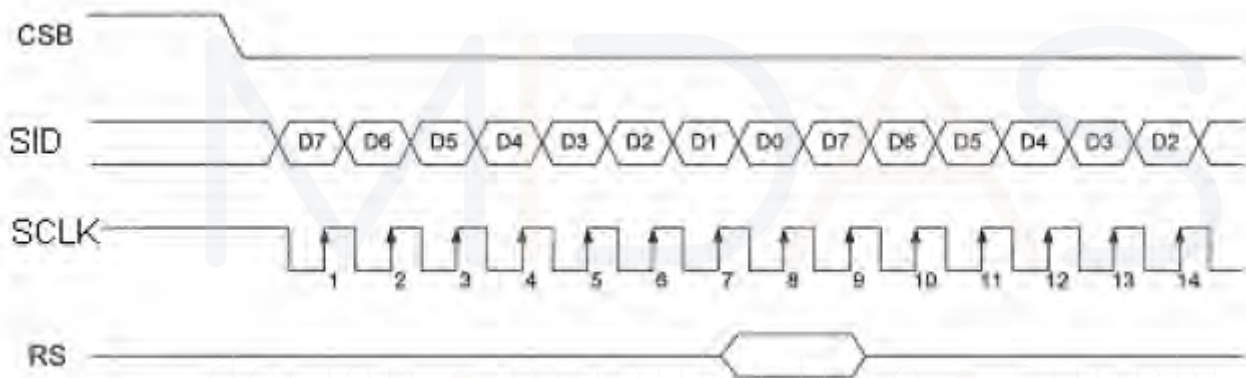 MIDAS
CSB
SID D7 D6 D5 D4 D3 D2 D1 D0 D7 D6 D5 D4 D3 D2
SCLK
1 2 3 4 5 6 7 8 9 10 11 12 13 14
RS